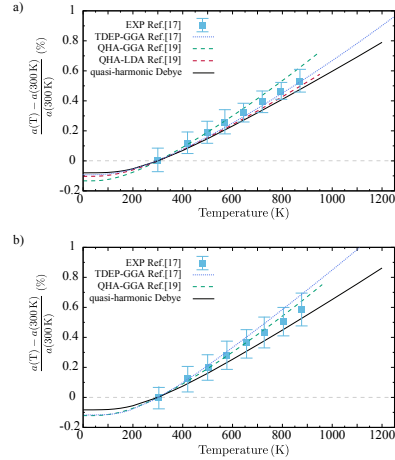 a)
a(T) − a(300 K)
a(300 K)
(%)
1
0.8
0.6
0.4
0.2
0
-0.2
EXP Ref.[17]
TDEP-GGA Ref.[17]
QHA-GGA Ref.[19]
QHA-LDA Ref.[19]
quasi-harmonic Debye
0 200 400 600 800 1000 1200
Temperature (K)
b)
a(T) − a(300 K)
a(300 K)
(%)
1
0.8
0.6
0.4
0.2
0
-0.2
EXP Ref.[17]
TDEP-GGA Ref.[17]
QHA-GGA Ref.[19]
quasi-harmonic Debye
0 200 400 600 800 1000 1200
Temperature (K)